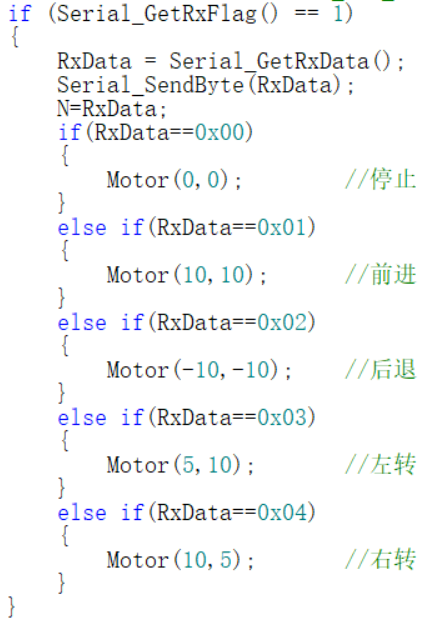 if (Serial_GetRxFlag() == 1)
{
    RxData = Serial_GetRxData();
    Serial_SendByte(RxData);
    N=RxData;
    if(RxData==0x00)
    {
        Motor(0,0);        //停止
    }
    else if(RxData==0x01)
    {
        Motor(10,10);      //前进
    }
    else if(RxData==0x02)
    {
        Motor(-10,-10);    //后退
    }
    else if(RxData==0x03)
    {
        Motor(5,10);       //左转
    }
    else if(RxData==0x04)
    {
        Motor(10,5);       //右转
    }
}